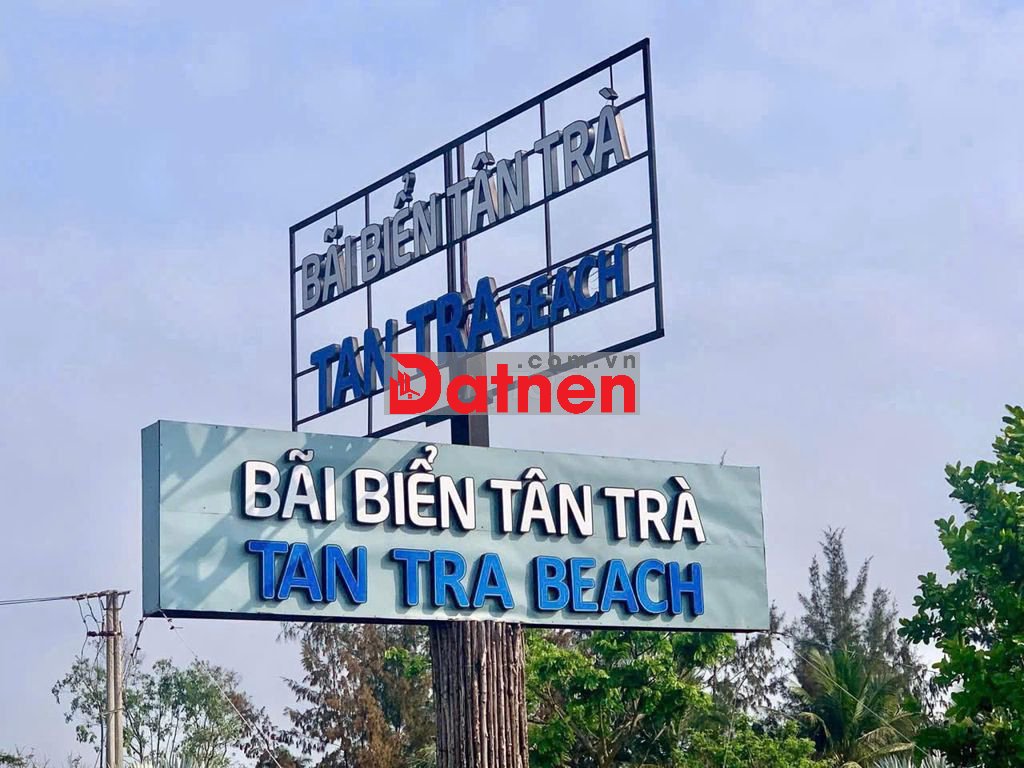 BÃI BIỂN TÂN TRÀ
TAN TRA BEACH
Datnen.com.vn
BÃI BIỂN TÂN TRÀ
TAN TRA BEACH